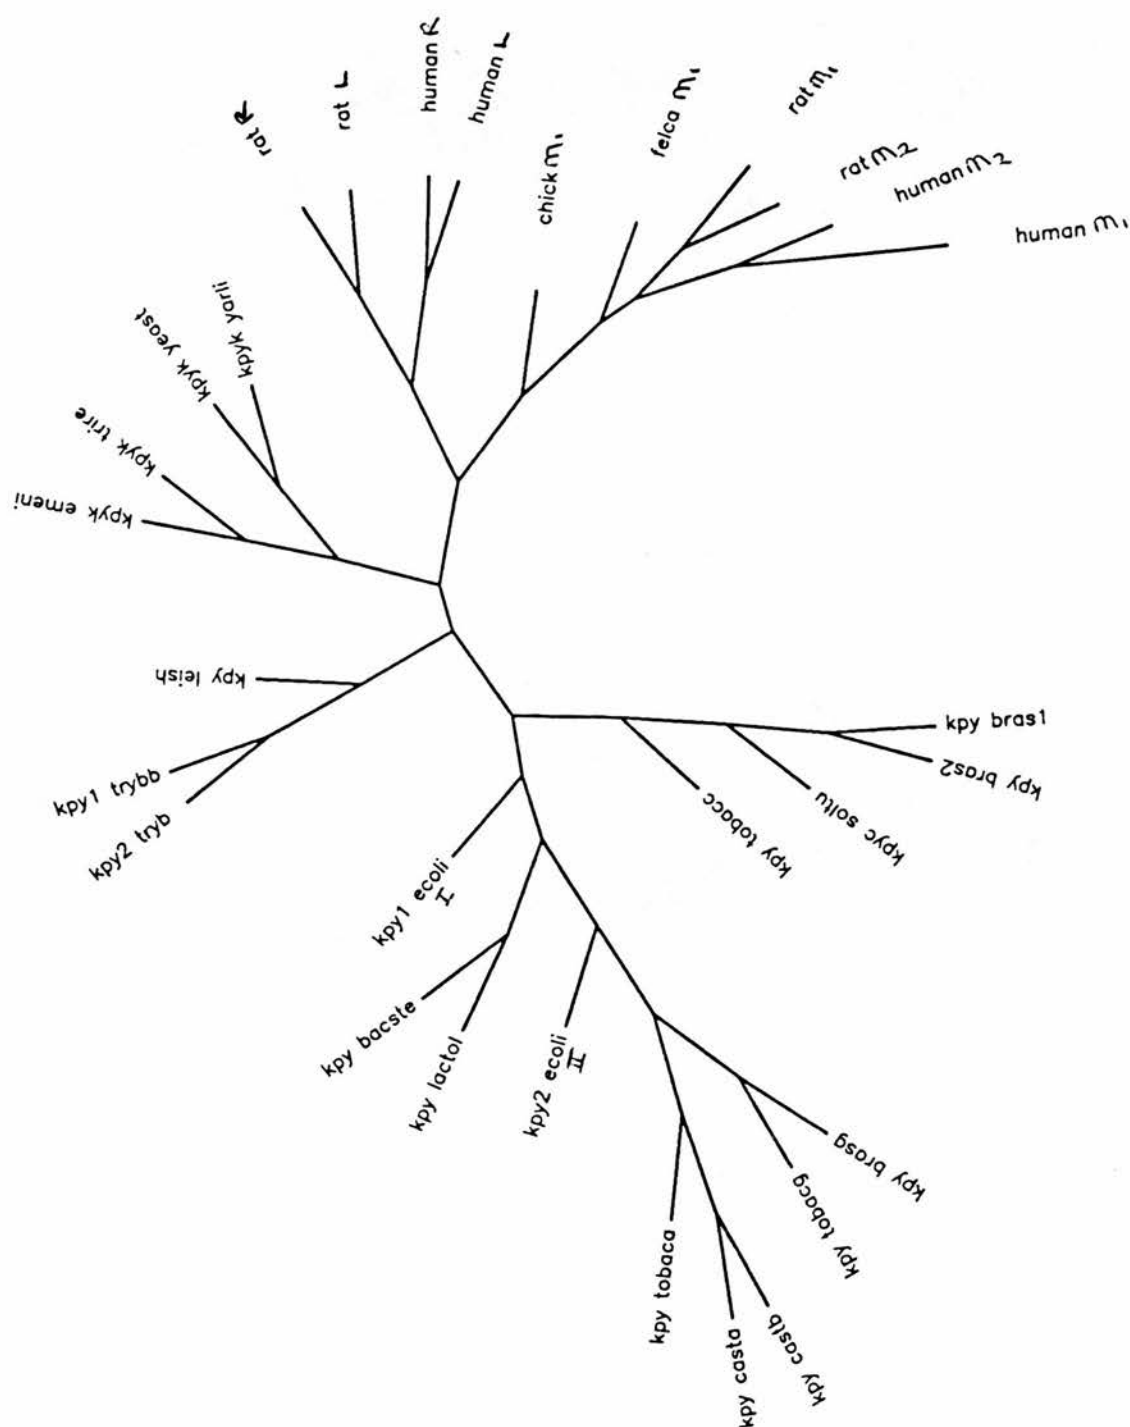 rat R
rat L
human R
human L
chick M1
felca M1
rat M1
rat M2
human M2
human M1
kpyk yarli
kpyk yeast
kpyk trire
kpyk emeni
kpy leish
kpy1 trybb
kpy2 tryb
kpy bras1
kpy bras2
kpyc soltu
kpy tobacc
kpy1 ecoli
I
kpy bacste
kpy lactol
kpy2 ecoli
II
kpy brasg
kpy tobacg
kpy tobaca
kpy castb
kpy casta